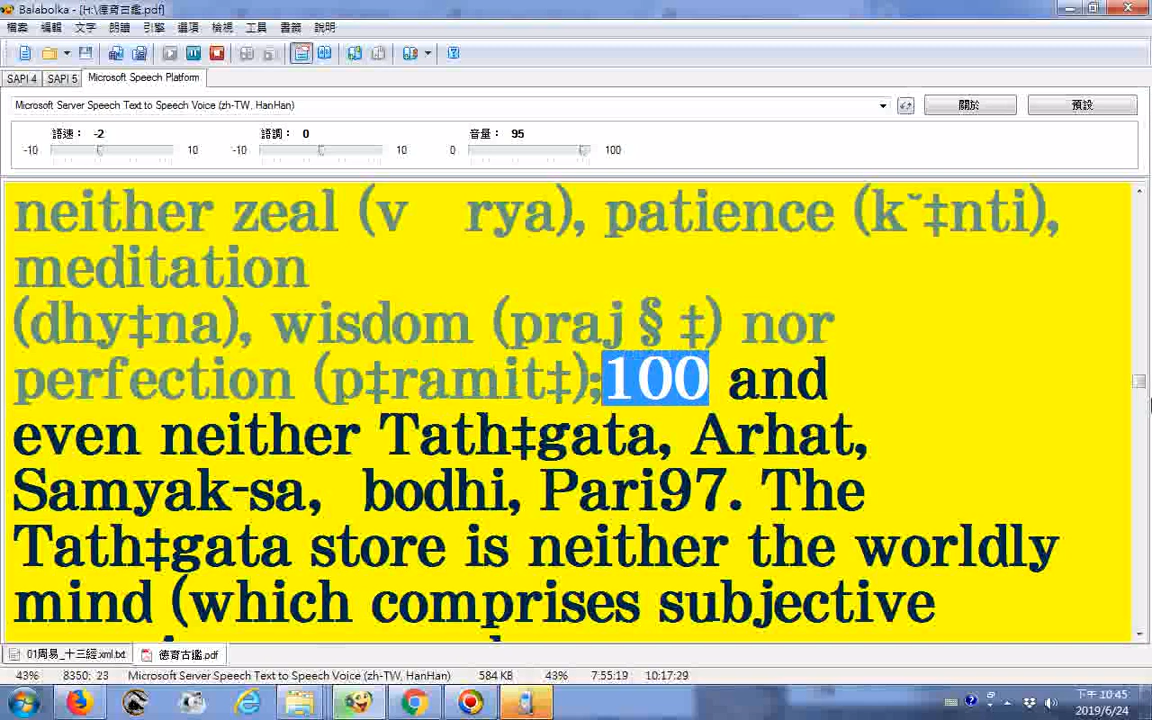 Balabolka - [H:\德育古鑑.pdf]
檔案 編輯 文字 朗讀 引擎 選項 檢視 工具 書籤 說明
SAPI 4 SAPI 5 Microsoft Speech Platform
Microsoft Server Speech Text to Speech Voice (zh-TW, HanHan) 關於 預設
語速： -2 語調： 0 音量： 95
-10 10 -10 10 0 100
neither zeal (v rya), patience (k˘‡nti),
meditation
(dhy‡na), wisdom (praj§‡) nor
perfection (p‡ramit‡);100 and
even neither Tath‡gata, Arhat,
Samyak-sa, bodhi, Pari97. The
Tath‡gata store is neither the worldly
mind (which comprises subjective
01周易_十三經.xml.txt 德育古鑑.pdf
43% 8350; 23 Microsoft Server Speech Text to Speech Voice (zh-TW, HanHan) 584 KB 43% 7:55:19 10:17:29
下午 10:45
2019/6/24